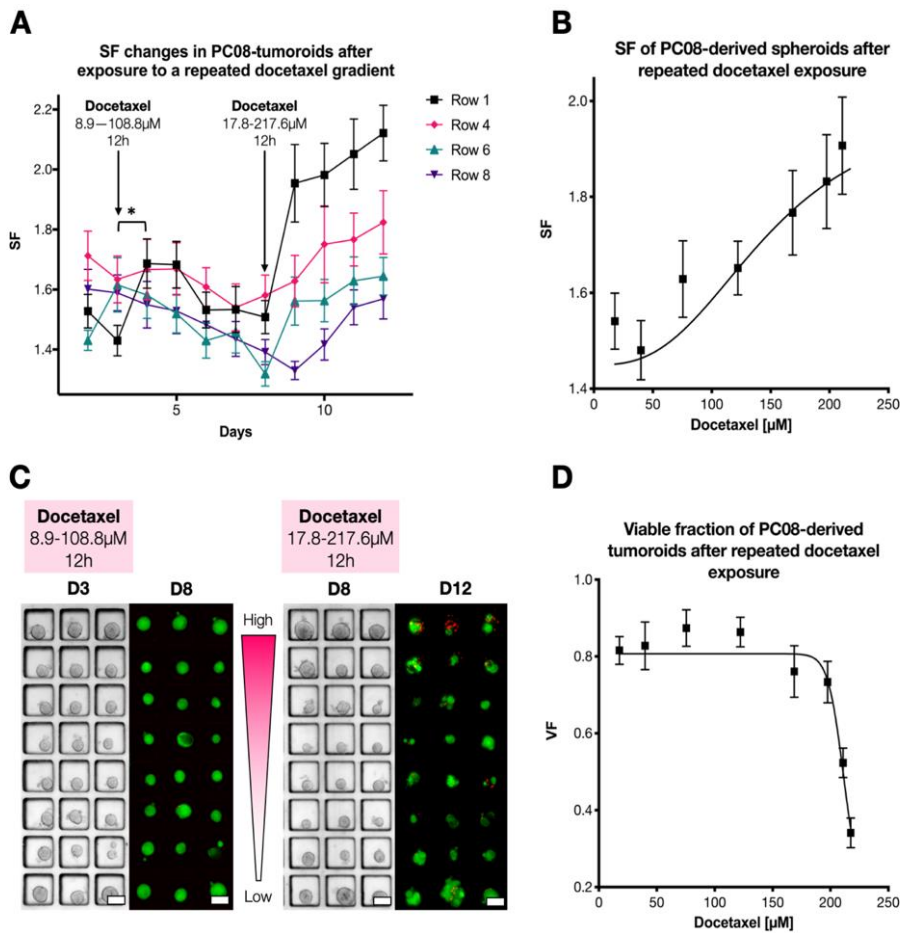 A
SF changes in PC08-tumoroids after
exposure to a repeated docetaxel gradient
Docetaxel
8.9—108.8µM
12h
Docetaxel
17.8-217.6µM
12h
*
Row 1
Row 4
Row 6
Row 8
2.2
2.0
1.8
1.6
1.4
SF
5
10
Days
B
SF of PC08-derived spheroids after
repeated docetaxel exposure
2.0
1.8
1.6
1.4
SF
0
50
100
150
200
250
Docetaxel [µM]
C
Docetaxel
8.9-108.8µM
12h
D3
D8
High
Low
Docetaxel
17.8-217.6µM
12h
D8
D12
D
Viable fraction of PC08-derived
tumoroids after repeated docetaxel
exposure
1.0
0.8
0.6
0.4
0.2
VF
0
50
100
150
200
250
Docetaxel [µM]